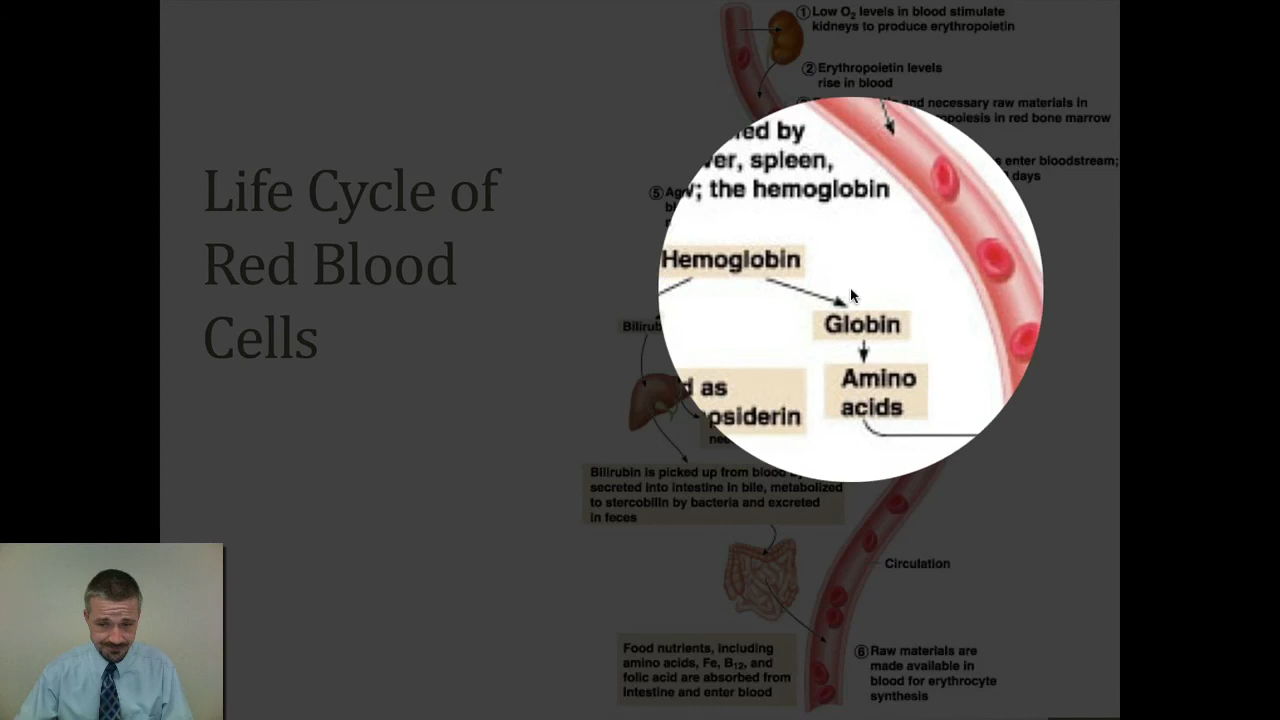 Life Cycle of
Red Blood
Cells
① Low O₂ levels in blood stimulate
kidneys to produce erythropoietin
② Erythropoietin levels
rise in blood
and necessary raw materials in
in red bone marrow
enter bloodstream;
days
by
spleen,
; the hemoglobin
⑤
Hemoglobin
Globin
Amino
acids
as
Bilirubin is picked up from blood
secreted into intestine in bile, metabolized
to stercobilin by bacteria and excreted
in feces
Circulation
Food nutrients, including
amino acids, Fe, B₁₂, and
folic acid are absorbed from
intestine and enter blood
⑥ Raw materials are
made available in
blood for erythrocyte
synthesis